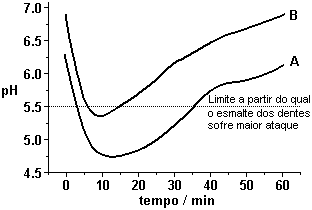 7.0
6.5
6.0
5.5
5.0
4.5
pH
B
A
Limite a partir do qual
o esmalte dos dentes
sofre maior ataque
0 10 20 30 40 50 60
tempo / min